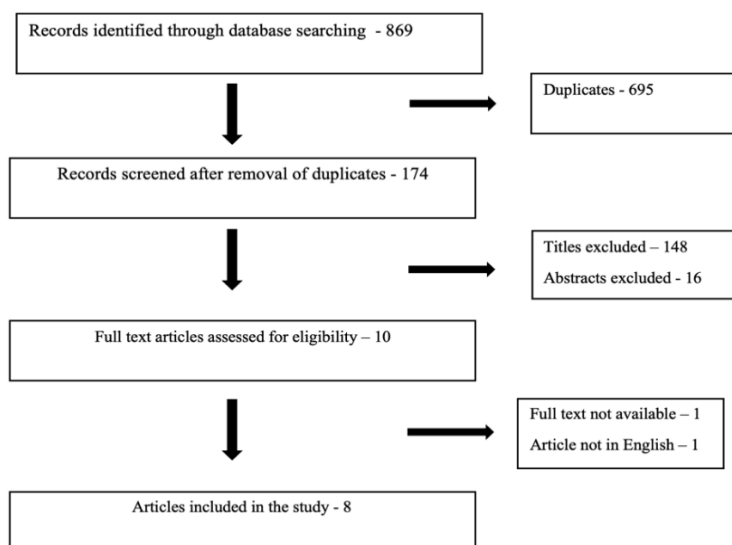 Records identified through database searching - 869
Duplicates - 695
Records screened after removal of duplicates - 174
Titles excluded – 148
Abstracts excluded - 16
Full text articles assessed for eligibility – 10
Full text not available – 1
Article not in English – 1
Articles included in the study - 8